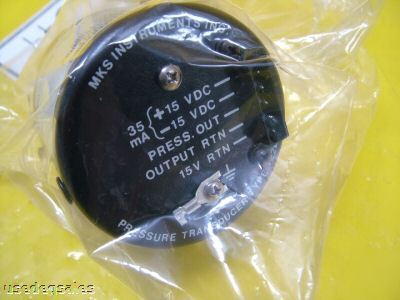 MKS INSTRUMENTS INC.
35 mA { +15 VDC
-15 VDC
PRESS. OUT
OUTPUT RTN
15V RTN
PRESSURE TRANSDUCER
usedeqsales